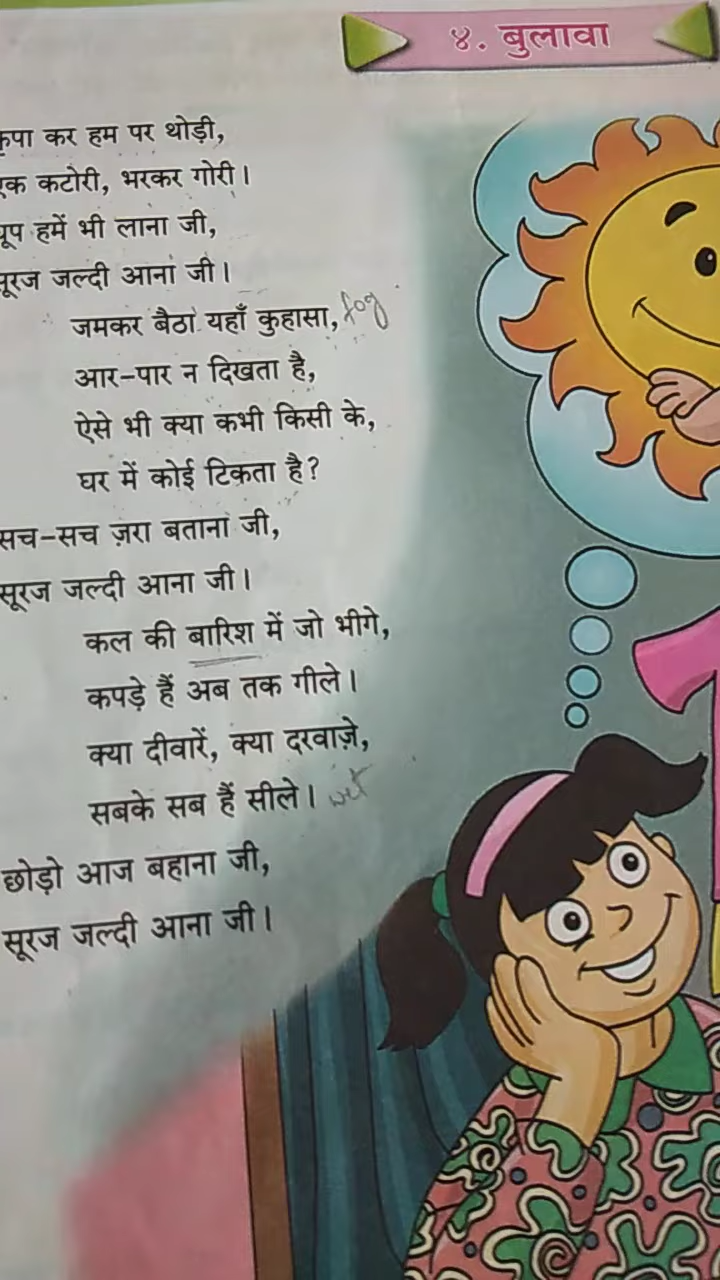 ४. बुलावा
कृपा कर हम पर थोड़ी,
एक कटोरी, भरकर गोरी।
धूप हमें भी लाना जी,
सूरज जल्दी आना जी।
जमकर बैठा यहाँ कुहासा, fog
आर-पार न दिखता है,
ऐसे भी क्या कभी किसी के,
घर में कोई टिकता है?
सच-सच ज़रा बताना जी,
सूरज जल्दी आना जी।
कल की बारिश में जो भीगे,
कपड़े हैं अब तक गीले।
क्या दीवारें, क्या दरवाज़े,
सबके सब हैं सीले। wet
छोड़ो आज बहाना जी,
सूरज जल्दी आना जी।